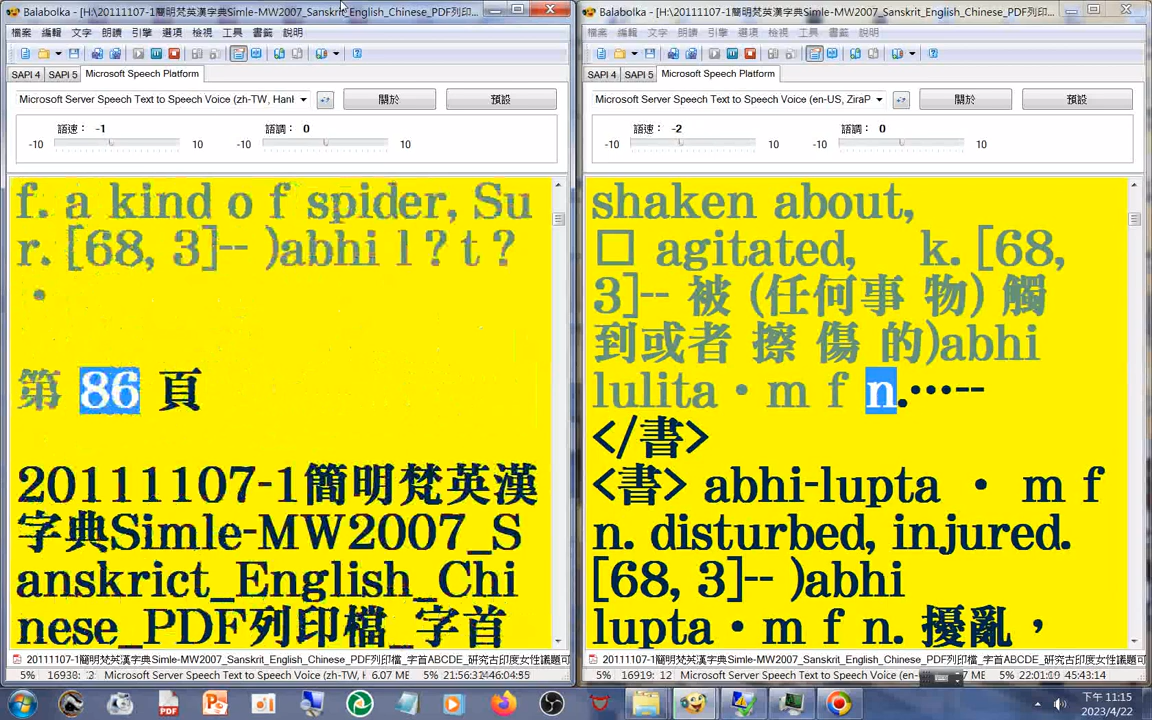 Balabolka - [H:\20111107-1簡明梵英漢字典Simle-MW2007_Sanskrit_English_Chinese_PDF列印...
檔案 編輯 文字 朗讀 引擎 選項 檢視 工具 書籤 說明
SAPI 4 SAPI 5 Microsoft Speech Platform
Microsoft Server Speech Text to Speech Voice (zh-TW, Hanl
關於 預設
語速: -1 語調: 0
-10 10 -10 10
f. a kind o f spider, Su
r. [68, 3]-- )abhi l?t?
•
第 86 頁
20111107-1簡明梵英漢
字典Simle-MW2007_S
anskrict_English_Chi
nese_PDF列印檔_字首
20111107-1簡明梵英漢字典Simle-MW2007_Sanskrit_English_Chinese_PDF列印檔_字首ABCDE_研究古印度女性議題可
5% 16938: 12 Microsoft Server Speech Text to Speech Voice (zh-TW, H 6.07 ME 5% 21:56:31
Balabolka - [H:\20111107-1簡明梵英漢字典Simle-MW2007_Sanskrit_English_Chinese_PDF列印...
檔案 編輯 文字 朗讀 引擎 選項 檢視 工具 書籤 說明
SAPI 4 SAPI 5 Microsoft Speech Platform
Microsoft Server Speech Text to Speech Voice (en-US, ZiraP
關於 預設
語速: -2 語調: 0
-10 10 -10 10
shaken about,
□ agitated, k. [68,
3]-- 被 (任何事 物) 觸
到或者 擦 傷 的)abhi
lulita • m f n.…--
</書>
<書> abhi-lupta • m f
n. disturbed, injured.
[68, 3]-- )abhi
lupta • m f n. 擾亂，
20111107-1簡明梵英漢字典Simle-MW2007_Sanskrit_English_Chinese_PDF列印檔_字首ABCDE_研究古印度女性議題可
5% 16919: 12 Microsoft Server Speech Text to Speech Voice 6.07 ME 5% 22:01:19 45:43:14
下午 11:15
2023/4/22